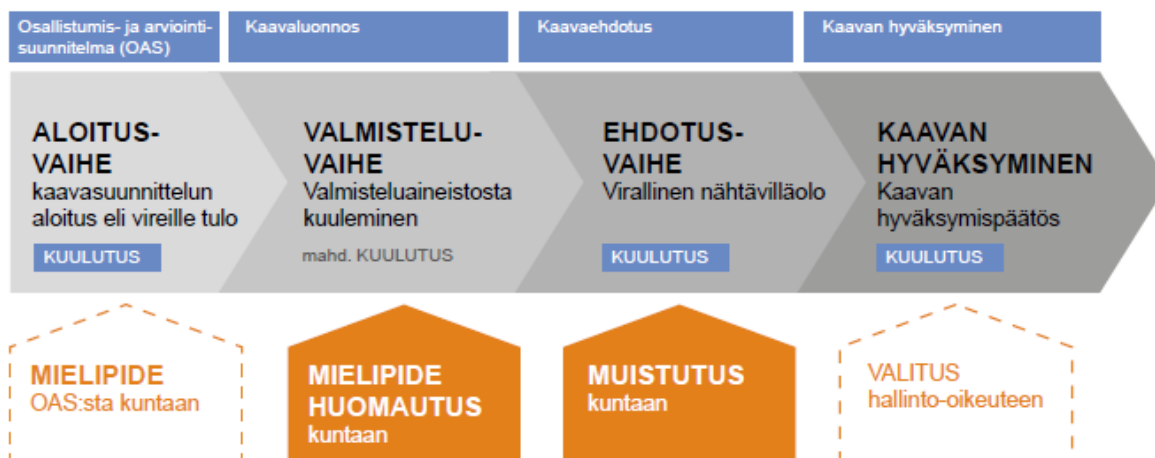 Osallistumis- ja arviointi-
suunnitelma (OAS)
Kaavaluonnos
Kaavaehdotus
Kaavan hyväksyminen
ALOITUS-
VAIHE
kaavasuunnittelun
aloitus eli vireille tulo
KUULUTUS
VALMISTELU-
VAIHE
Valmisteluaineistosta
kuuleminen
mahd. KUULUTUS
EHDOTUS-
VAIHE
Virallinen nähtävilläolo
KUULUTUS
KAAVAN
HYVÄKSYMINEN
Kaavan
hyväksymispäätös
KUULUTUS
MIELIPIDE
OAS:sta kuntaan
MIELIPIDE
HUOMAUTUS
kuntaan
MUISTUTUS
kuntaan
VALITUS
hallinto-oikeuteen